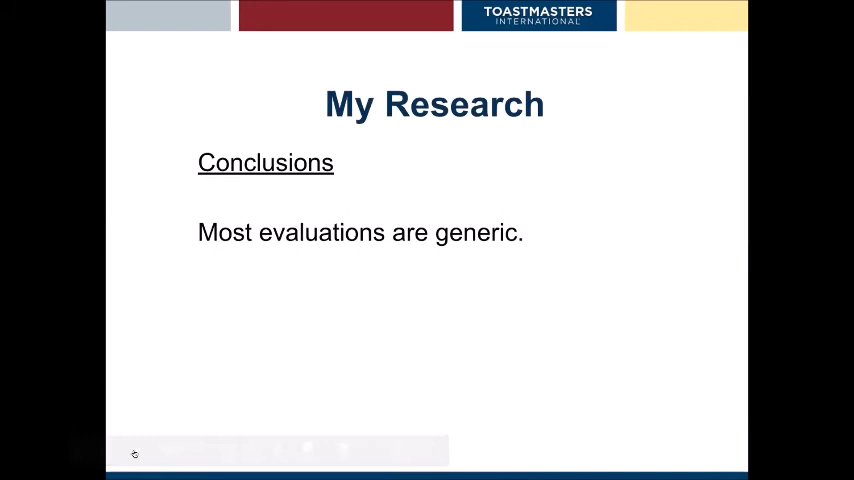 TOASTMASTERS
INTERNATIONAL
My Research
Conclusions
Most evaluations are generic.